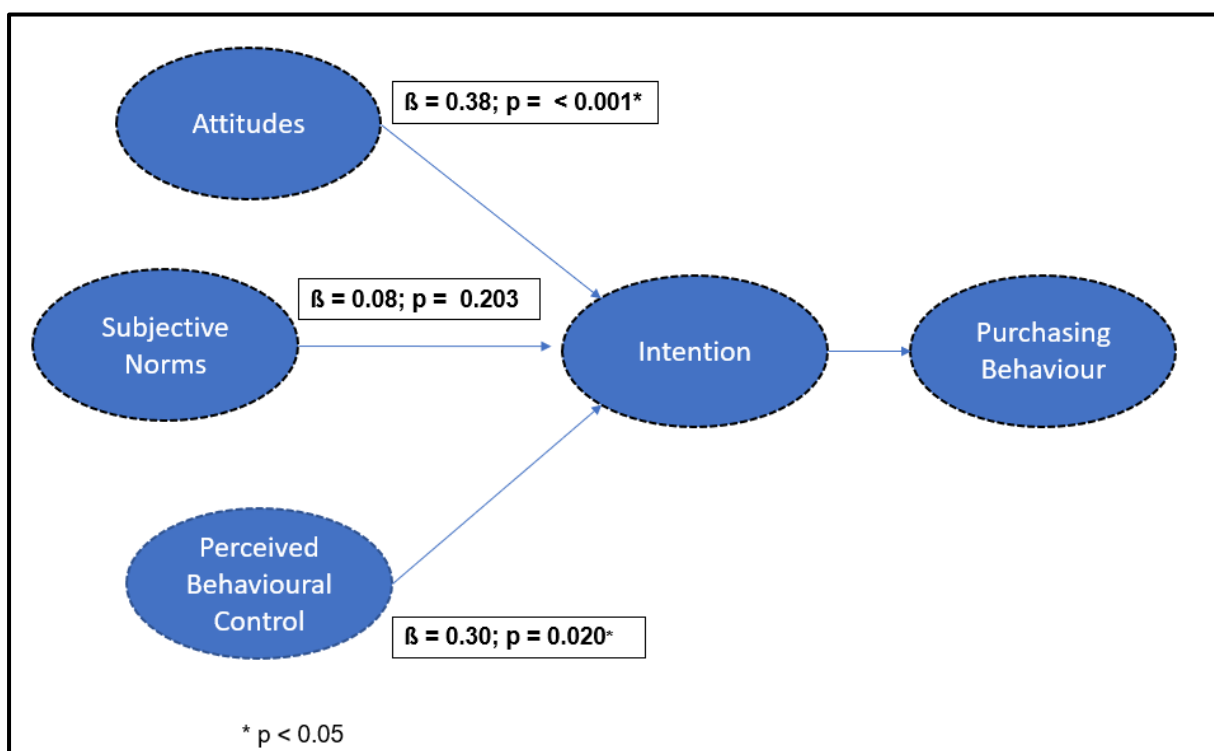 Attitudes
ß = 0.38; p = < 0.001*
Subjective
Norms
ß = 0.08; p = 0.203
Intention
Purchasing
Behaviour
Perceived
Behavioural
Control
ß = 0.30; p = 0.020*
* p < 0.05